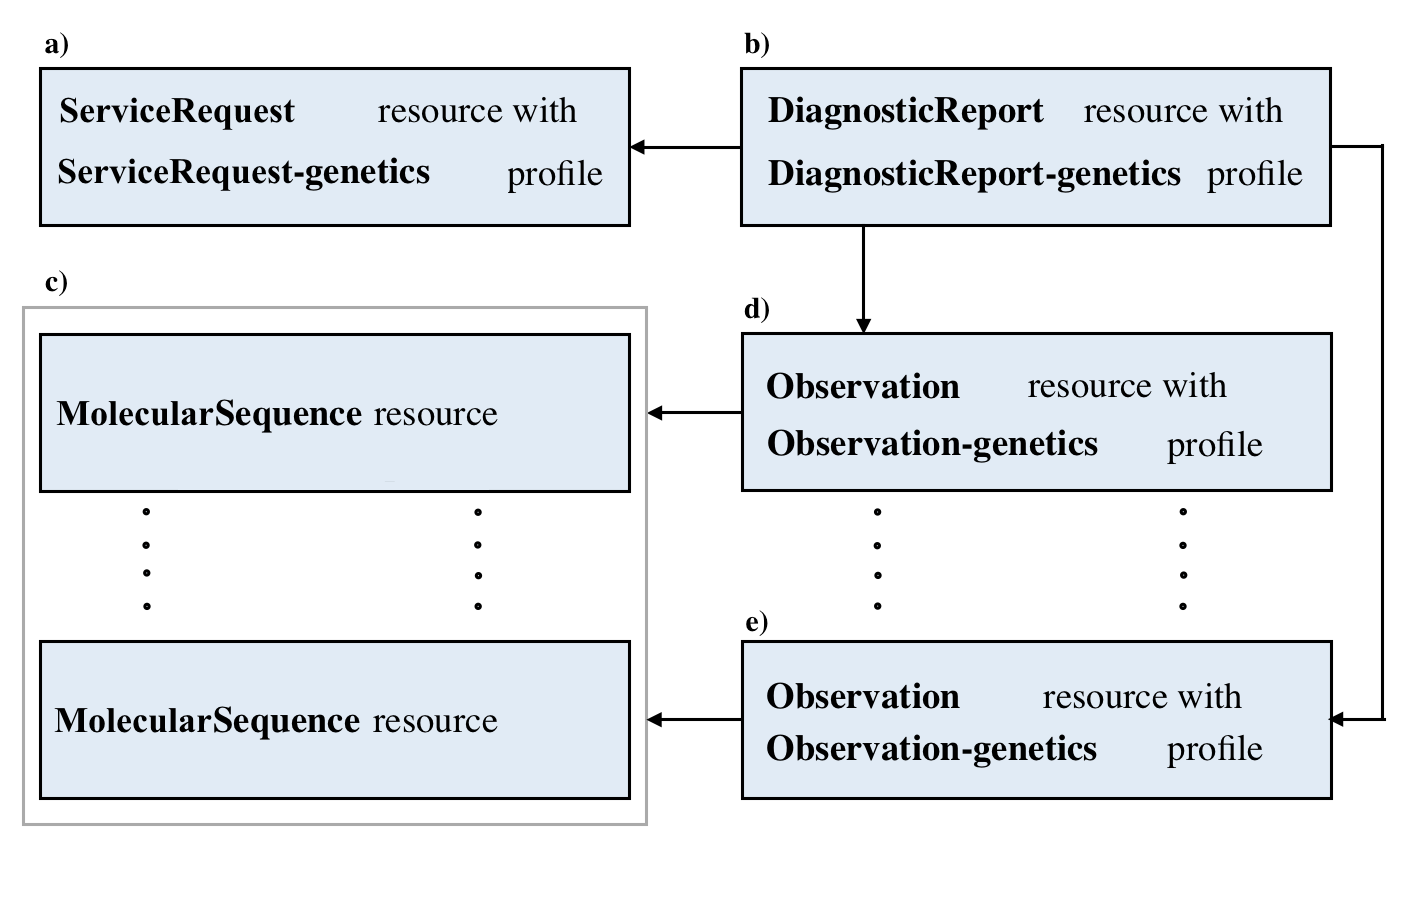 a)
ServiceRequest resource with
ServiceRequest-genetics profile
b)
DiagnosticReport resource with
DiagnosticReport-genetics profile
c)
MolecularSequence resource
MolecularSequence resource
d)
Observation resource with
Observation-genetics profile
e)
Observation resource with
Observation-genetics profile